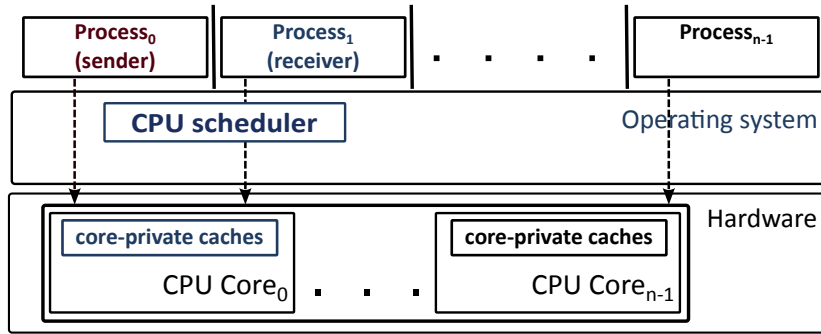 Process₀ Process₁ Processₙ₋₁
(sender) (receiver) . . . .
CPU scheduler Operating system
Hardware
core-private caches core-private caches
CPU Core₀ . . . CPU Coreₙ₋₁